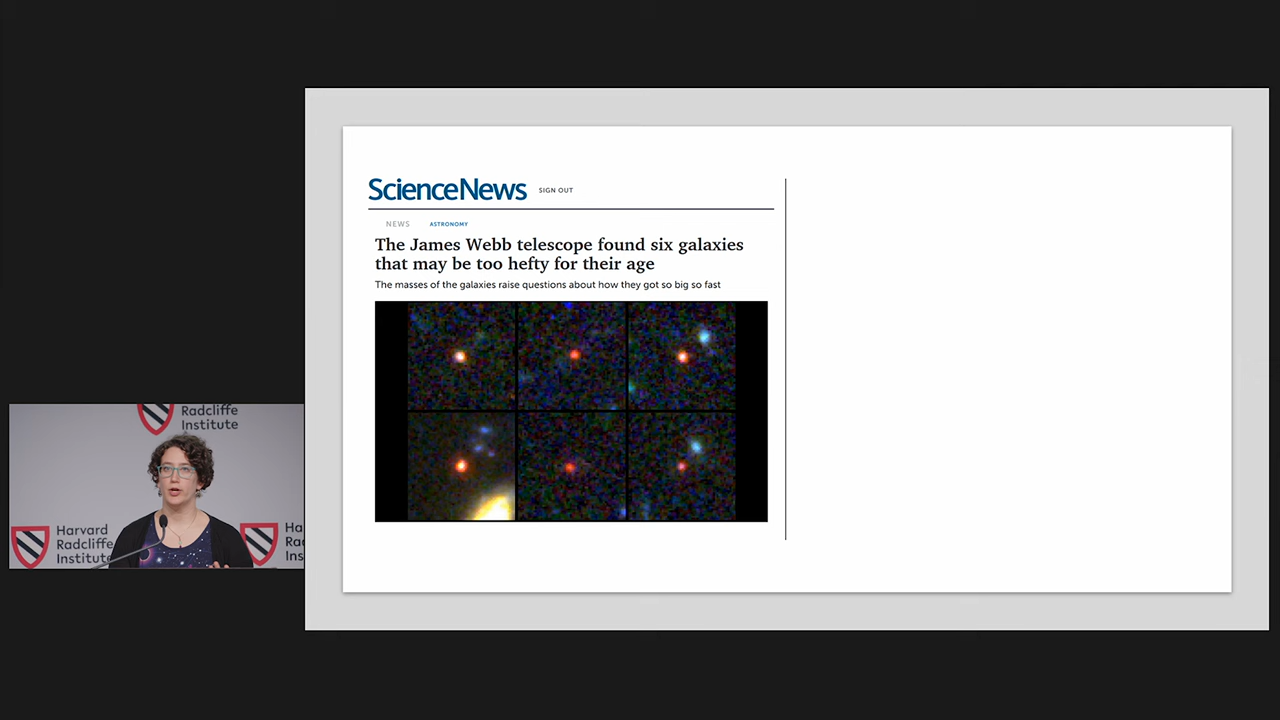 ScienceNews SIGN OUT
NEWS ASTRONOMY
The James Webb telescope found six galaxies
that may be too hefty for their age
The masses of the galaxies raise questions about how they got so big so fast
Radcliffe
Institute
Harvard
Radcliffe
Institute
Ha
Ra
Ins